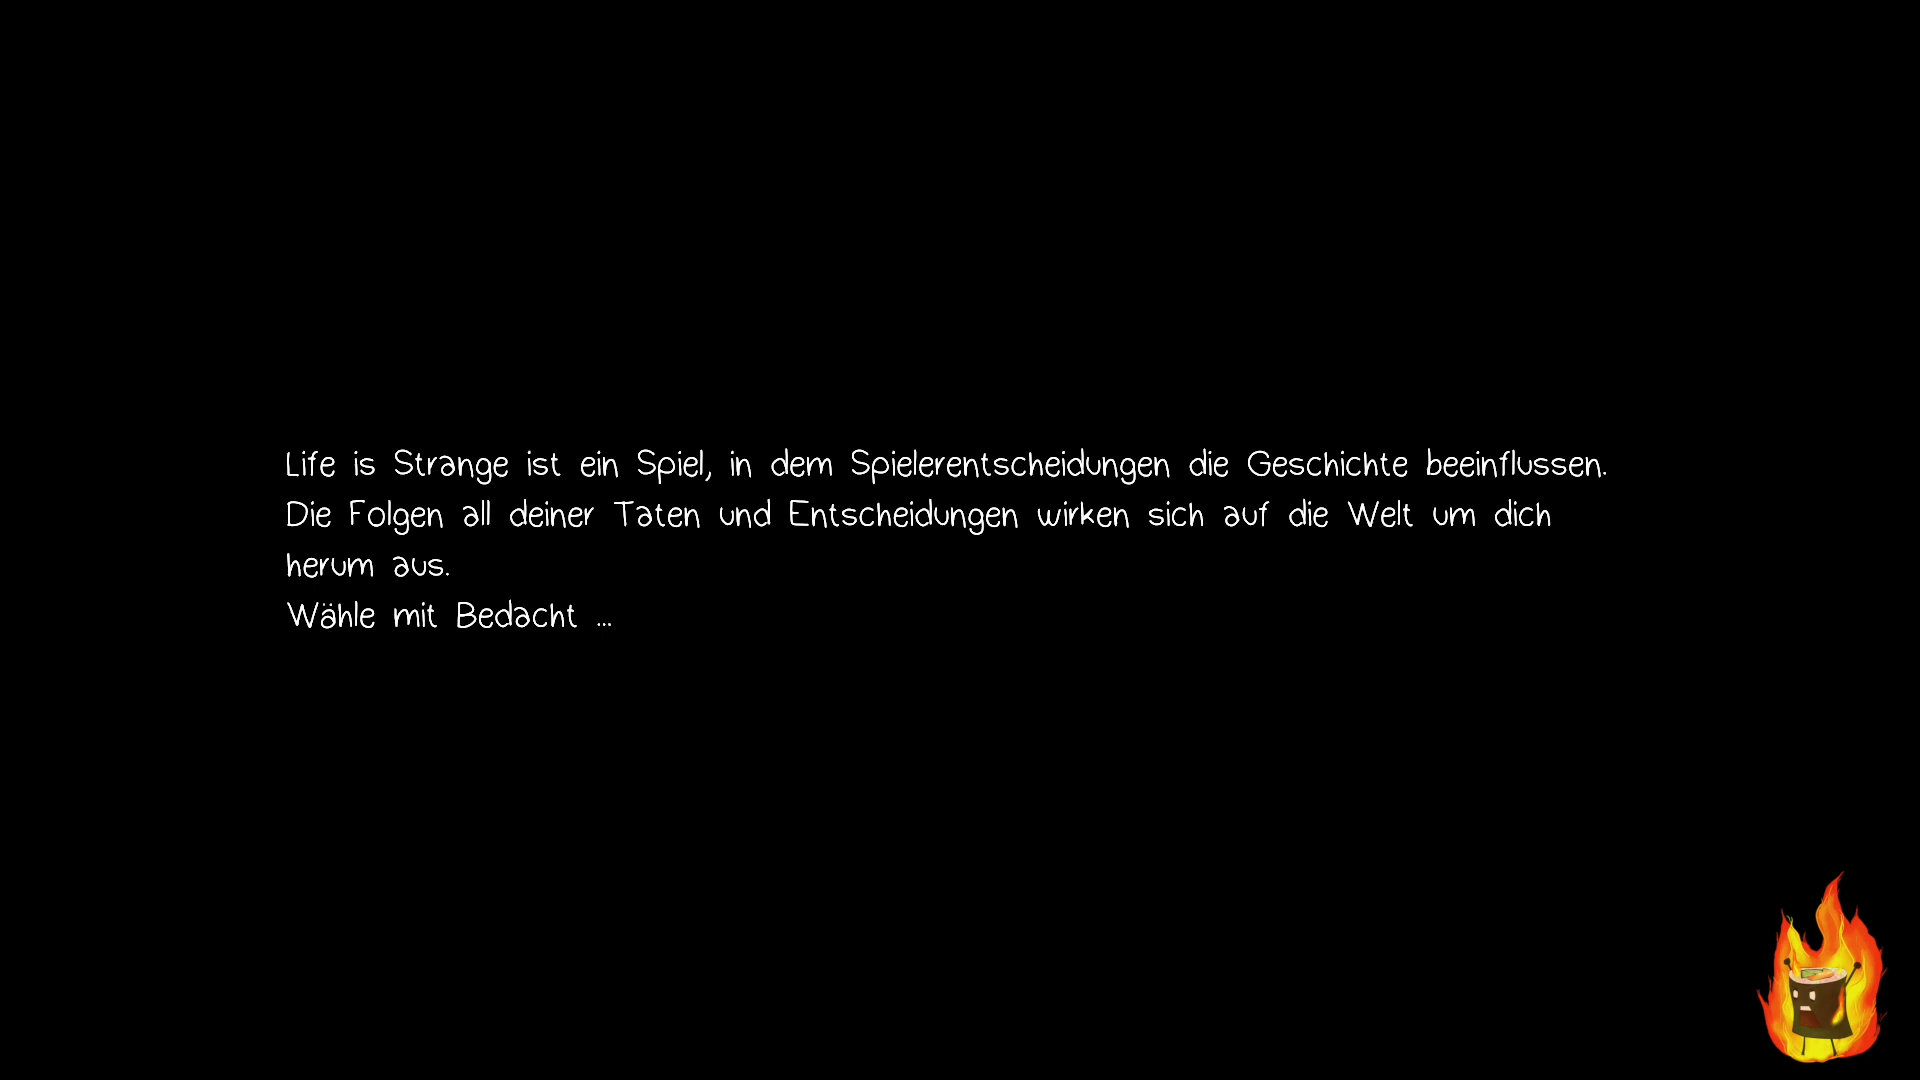 Life is Strange ist ein Spiel, in dem Spielerentscheidungen die Geschichte beeinflussen.
Die Folgen all deiner Taten und Entscheidungen wirken sich auf die Welt um dich
herum aus.
Wähle mit Bedacht ...